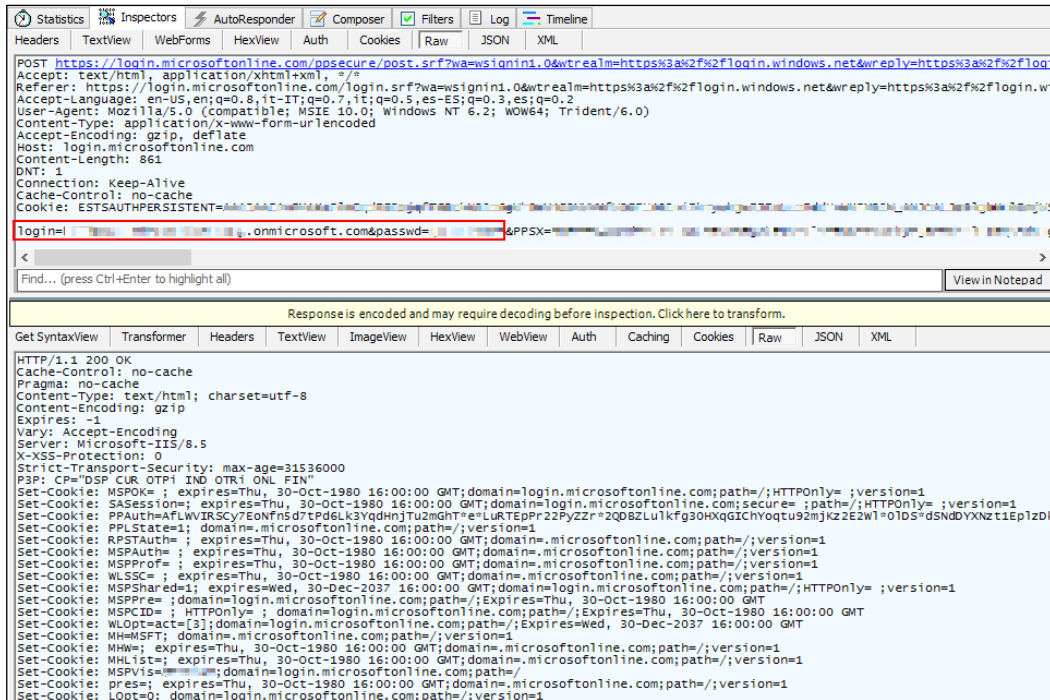 Statistics Inspectors AutoResponder Composer Filters Log Timeline
Headers TextView WebForms HexView Auth Cookies Raw JSON XML
POST https://login.microsoftonline.com/ppsecure/post.srf?wa=wsignin1.0&wtrealm=https%3a%2f%2flogin.windows.net&wreply=https%3a%2f%2flogi
Accept: text/html, application/xhtml+xml, */*
Referer: https://login.microsoftonline.com/login.srf?wa=wsignin1.0&wtrealm=https%3a%2f%2flogin.windows.net&wreply=https%3a%2f%2flogin.wi
Accept-Language: en-US,en;q=0.8,it-IT;q=0.7,it;q=0.5,es-ES;q=0.3,es;q=0.2
User-Agent: Mozilla/5.0 (compatible; MSIE 10.0; Windows NT 6.2; WOW64; Trident/6.0)
Content-Type: application/x-www-form-urlencoded
Accept-Encoding: gzip, deflate
Host: login.microsoftonline.com
Content-Length: 861
DNT: 1
Connection: Keep-Alive
Cache-Control: no-cache
Cookie: ESTSAUTHPERSISTENT=
login= .onmicrosoft.com&passwd= &PPSX=
Find... (press Ctrl+Enter to highlight all) View in Notepad
Response is encoded and may require decoding before inspection. Click here to transform.
Get SyntaxView Transformer Headers TextView ImageView HexView WebView Auth Caching Cookies Raw JSON XML
HTTP/1.1 200 OK
Cache-Control: no-cache
Pragma: no-cache
Content-Type: text/html; charset=utf-8
Content-Encoding: gzip
Expires: -1
Vary: Accept-Encoding
Server: Microsoft-IIS/8.5
X-XSS-Protection: 0
Strict-Transport-Security: max-age=31536000
P3P: CP="DSP CUR OTPi IND OTRi ONL FIN"
Set-Cookie: MSPOK= ; expires=Thu, 30-Oct-1980 16:00:00 GMT;domain=login.microsoftonline.com;path=/;HTTPOnly= ;version=1
Set-Cookie: SASession= ; expires=Thu, 30-Oct-1980 16:00:00 GMT;domain=login.microsoftonline.com;secure= ;path=/;HTTPOnly= ;version=1
Set-Cookie: PPAuth=
Set-Cookie: PPLState=1; domain=.microsoftonline.com;path=/;version=1
Set-Cookie: RPSTAuth= ; expires=Thu, 30-Oct-1980 16:00:00 GMT;domain=.microsoftonline.com;path=/;version=1
Set-Cookie: MSPAuth= ; expires=Thu, 30-Oct-1980 16:00:00 GMT;domain=.microsoftonline.com;path=/;version=1
Set-Cookie: MSPProf= ; expires=Thu, 30-Oct-1980 16:00:00 GMT;domain=.microsoftonline.com;path=/;version=1
Set-Cookie: WLSSC= ; expires=Thu, 30-Oct-1980 16:00:00 GMT;domain=.microsoftonline.com;path=/;version=1
Set-Cookie: MSPShared=1; expires=Wed, 30-Dec-2037 16:00:00 GMT;domain=login.microsoftonline.com;path=/;HTTPOnly= ;version=1
Set-Cookie: MSPPre= ;domain=login.microsoftonline.com;path=/;Expires=Thu, 30-Oct-1980 16:00:00 GMT
Set-Cookie: MSPCID= ; HTTPOnly= ; domain=login.microsoftonline.com;path=/;Expires=Thu, 30-Oct-1980 16:00:00 GMT
Set-Cookie: WLOpt=act=[3];domain=login.microsoftonline.com;path=/;Expires=Wed, 30-Dec-2037 16:00:00 GMT
Set-Cookie: MH=MSFT; domain=.microsoftonline.com;path=/;version=1
Set-Cookie: MHW=; expires=Thu, 30-Oct-1980 16:00:00 GMT;domain=.microsoftonline.com;path=/;version=1
Set-Cookie: MHList=; expires=Thu, 30-Oct-1980 16:00:00 GMT;domain=.microsoftonline.com;path=/;version=1
Set-Cookie: MSPVis= ;domain=login.microsoftonline.com;path=/
Set-Cookie: pres=; expires=Thu, 30-Oct-1980 16:00:00 GMT;domain=.microsoftonline.com;path=/;version=1
Set-Cookie: LOpt=0; domain=login.microsoftonline.com;path=/;version=1